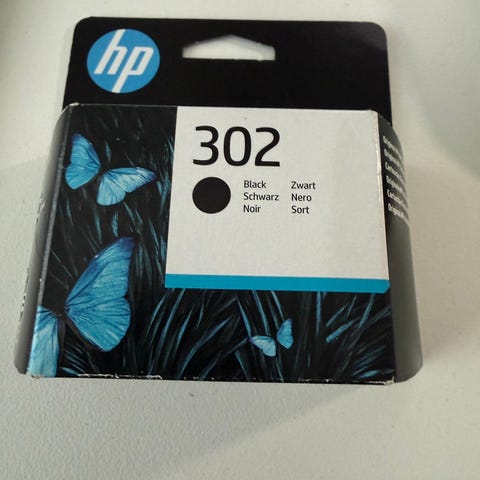 hp
302
Black Zwart
Schwarz Nero
Noir Sort